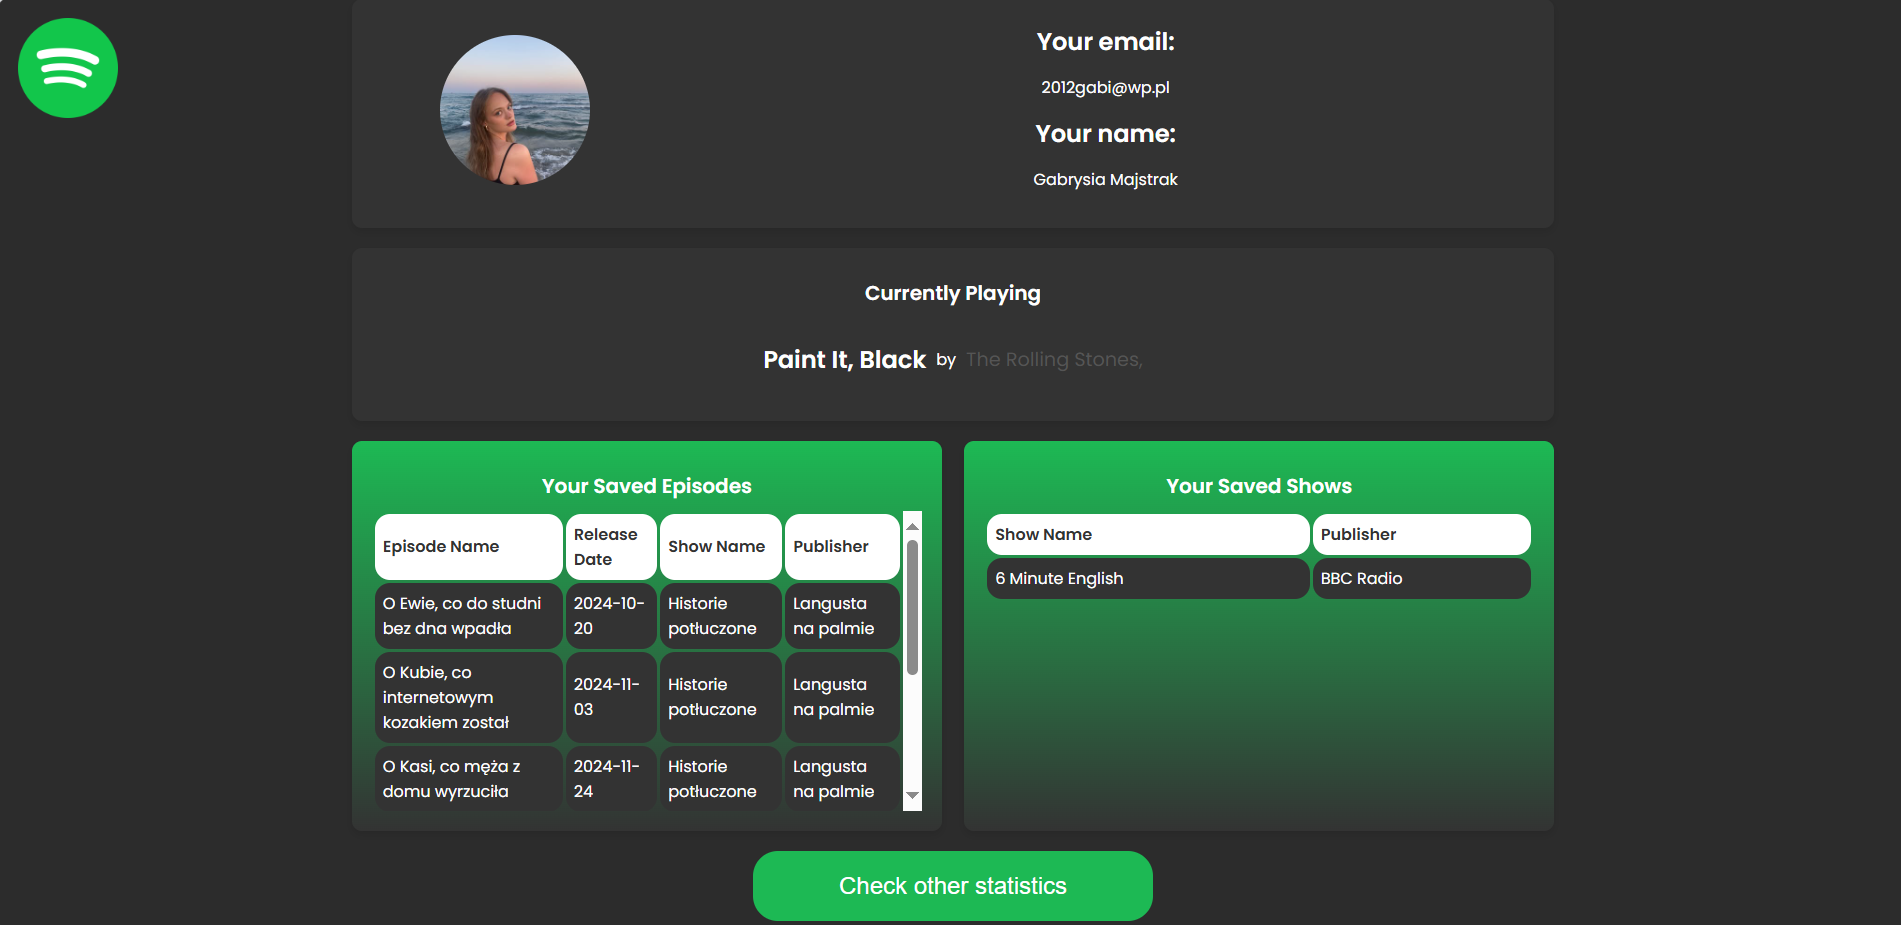 Your email:
2012gabi@wp.pl
Your name:
Gabrysia Majstrak
Currently Playing
Paint It, Black by The Rolling Stones,
Your Saved Episodes
Episode Name Release Date Show Name Publisher
O Ewie, co do studni bez dna wpadła 2024-10-20 Historie potłuczone Langusta na palmie
O Kubie, co internetowym kozakiem został 2024-11-03 Historie potłuczone Langusta na palmie
O Kasi, co męża z domu wyrzuciła 2024-11-24 Historie potłuczone Langusta na palmie
Your Saved Shows
Show Name Publisher
6 Minute English BBC Radio
Check other statistics